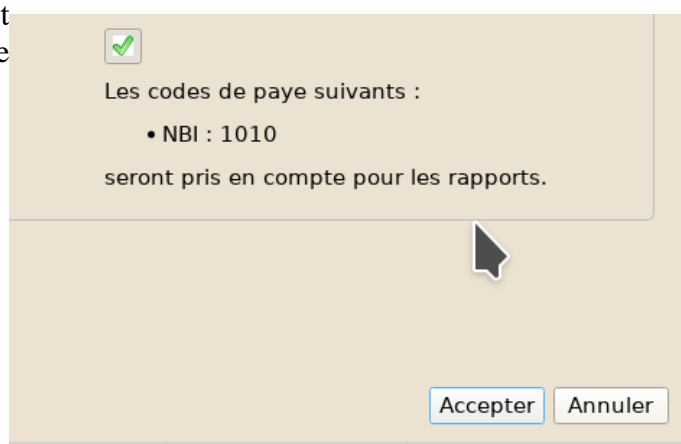 t
e
Les codes de paye suivants :
• NBI : 1010
seront pris en compte pour les rapports.
Accepter Annuler